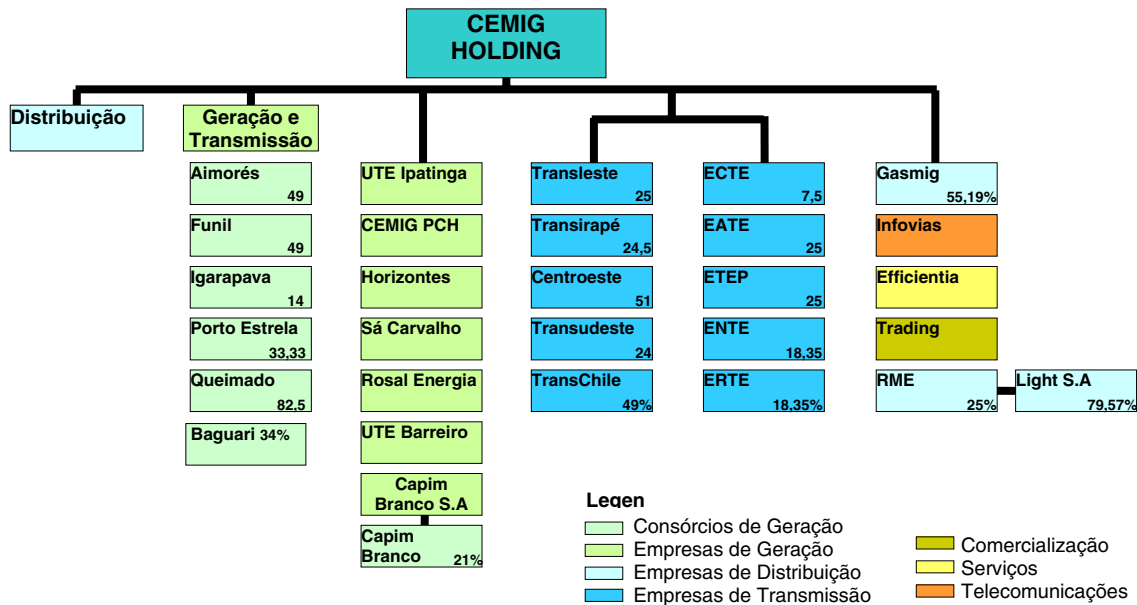 CEMIG
HOLDING
Distribuição
Geração e
Transmissão
Aimorés
49
Funil
49
Igarapava
14
Porto Estrela
33,33
Queimado
82,5
Baguari 34%
UTE Ipatinga
CEMIG PCH
Horizontes
Sá Carvalho
Rosal Energia
UTE Barreiro
Capim
Branco S.A
Capim
Branco 21%
Transleste
25
Transirapé
24,5
Centroeste
51
Transudeste
24
TransChile
49%
ECTE
7,5
EATE
25
ETEP
25
ENTE
18,35
ERTE
18,35%
Gasmig
55,19%
Infovias
Efficientia
Trading
RME
25%
Light S.A
79,57%
Legen
Consórcios de Geração
Empresas de Geração
Empresas de Distribuição
Empresas de Transmissão
Comercialização
Serviços
Telecomunicações